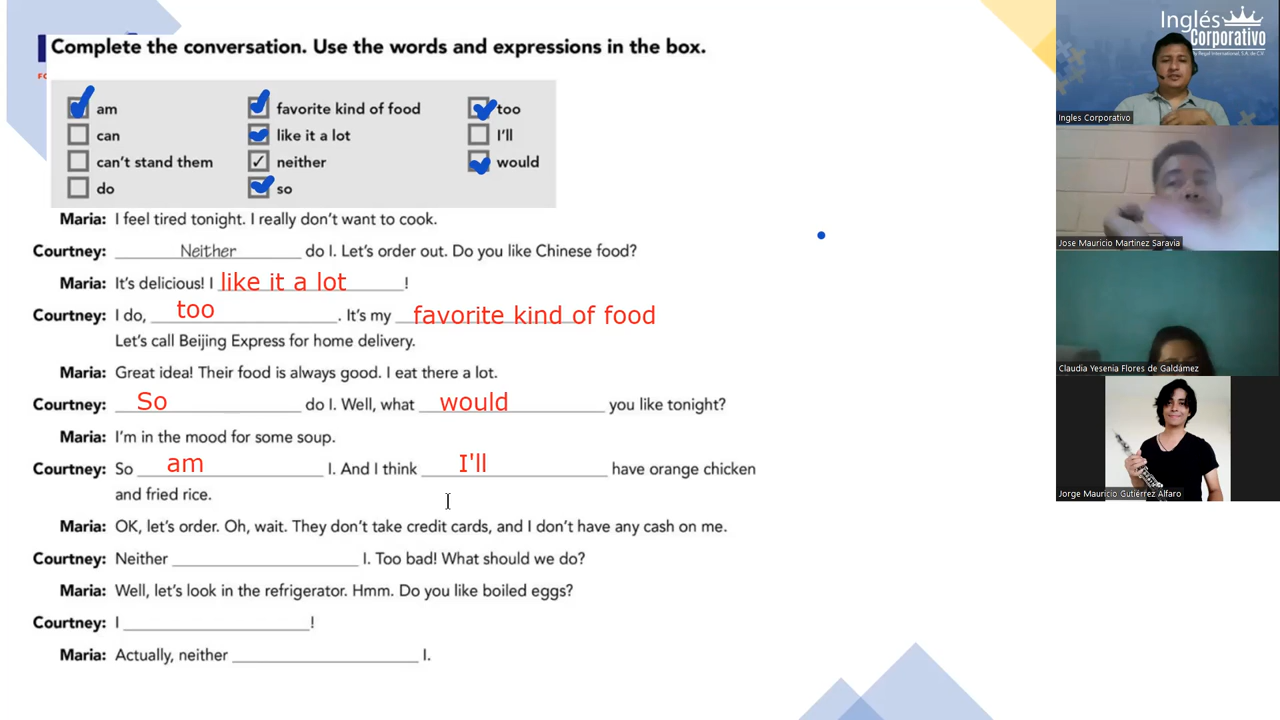 Complete the conversation. Use the words and expressions in the box.
am favorite kind of food too
can like it a lot I'll
can't stand them neither would
do so
Maria: I feel tired tonight. I really don't want to cook.
Courtney: Neither do I. Let's order out. Do you like Chinese food?
Maria: It's delicious! I like it a lot !
Courtney: I do, too . It's my favorite kind of food
Let's call Beijing Express for home delivery.
Maria: Great idea! Their food is always good. I eat there a lot.
Courtney: So do I. Well, what would you like tonight?
Maria: I'm in the mood for some soup.
Courtney: So am I. And I think I'll have orange chicken
and fried rice.
Maria: OK, let's order. Oh, wait. They don't take credit cards, and I don't have any cash on me.
Courtney: Neither I. Too bad! What should we do?
Maria: Well, let's look in the refrigerator. Hmm. Do you like boiled eggs?
Courtney: I !
Maria: Actually, neither I.
Inglés
Corporativo
Ingles Corporativo
Jose Mauricio Martinez Saravia
Claudia Yesenia Flores de Galdámez
Jorge Mauricio Gutiérrez Alfaro